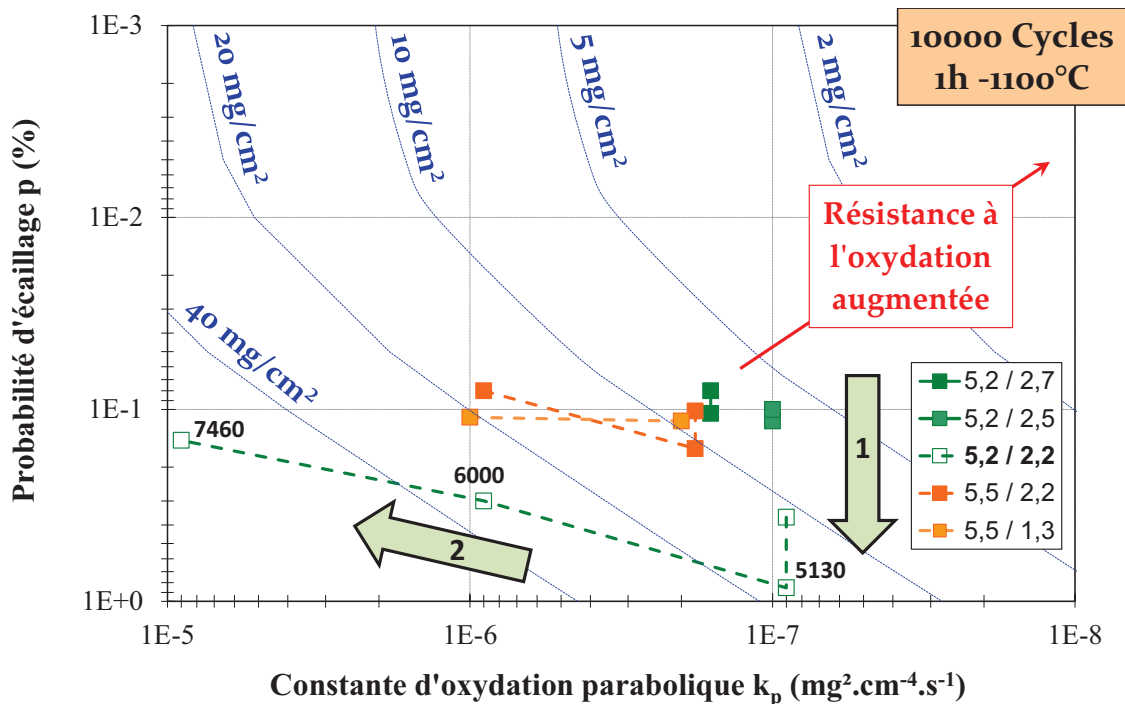 1E-3
1E-2
1E-1
1E+0
Probabilité d'écaillage p (%)
20 mg/cm²
10 mg/cm²
5 mg/cm²
2 mg/cm²
40 mg/cm²
10000 Cycles
1h -1100°C
Résistance à
l'oxydation
augmentée
5,2 / 2,7
5,2 / 2,5
5,2 / 2,2
5,5 / 2,2
5,5 / 1,3
7460
6000
5130
1
2
1E-5
1E-6
1E-7
1E-8
Constante d'oxydation parabolique kₚ (mg².cm⁻⁴.s⁻¹)